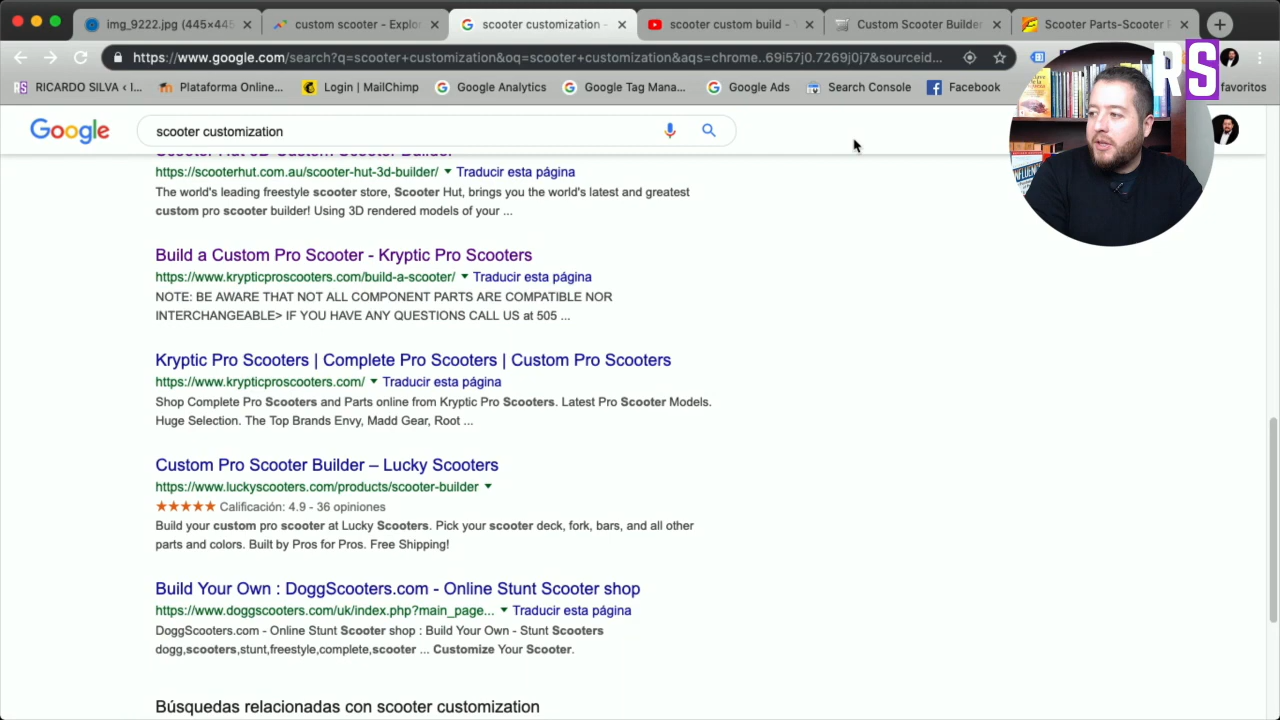 img_9222.jpg (445×445
custom scooter - Explor
scooter customization -
scooter custom build - Y
Custom Scooter Builder
Scooter Parts-Scooter P
https://www.google.com/search?q=scooter+customization&oq=scooter+customization&aqs=chrome..69i57j0.7269j0j7&sourceid...
RS
RICARDO SILVA < I...
Plataforma Online...
Login | MailChimp
Google Analytics
Google Tag Mana...
Google Ads
Search Console
Facebook
favoritos
Google
scooter customization
Scooter Hut 3D Custom Scooter Builder
https://scooterhut.com.au/scooter-hut-3d-builder/ Traducir esta página
The world's leading freestyle scooter store, Scooter Hut, brings you the world's latest and greatest
custom pro scooter builder! Using 3D rendered models of your ...
Build a Custom Pro Scooter - Kryptic Pro Scooters
https://www.krypticproscooters.com/build-a-scooter/ Traducir esta página
NOTE: BE AWARE THAT NOT ALL COMPONENT PARTS ARE COMPATIBLE NOR
INTERCHANGEABLE> IF YOU HAVE ANY QUESTIONS CALL US at 505 ...
Kryptic Pro Scooters | Complete Pro Scooters | Custom Pro Scooters
https://www.krypticproscooters.com/ Traducir esta página
Shop Complete Pro Scooters and Parts online from Kryptic Pro Scooters. Latest Pro Scooter Models.
Huge Selection. The Top Brands Envy, Madd Gear, Root ...
Custom Pro Scooter Builder – Lucky Scooters
https://www.luckyscooters.com/products/scooter-builder
★★★★★ Calificación: 4.9 - 36 opiniones
Build your custom pro scooter at Lucky Scooters. Pick your scooter deck, fork, bars, and all other
parts and colors. Built by Pros for Pros. Free Shipping!
Build Your Own : DoggScooters.com - Online Stunt Scooter shop
https://www.doggscooters.com/uk/index.php?main_page... Traducir esta página
DoggScooters.com - Online Stunt Scooter shop : Build Your Own - Stunt Scooters
dogg,scooters,stunt,freestyle,complete,scooter ... Customize Your Scooter.
Búsquedas relacionadas con scooter customization